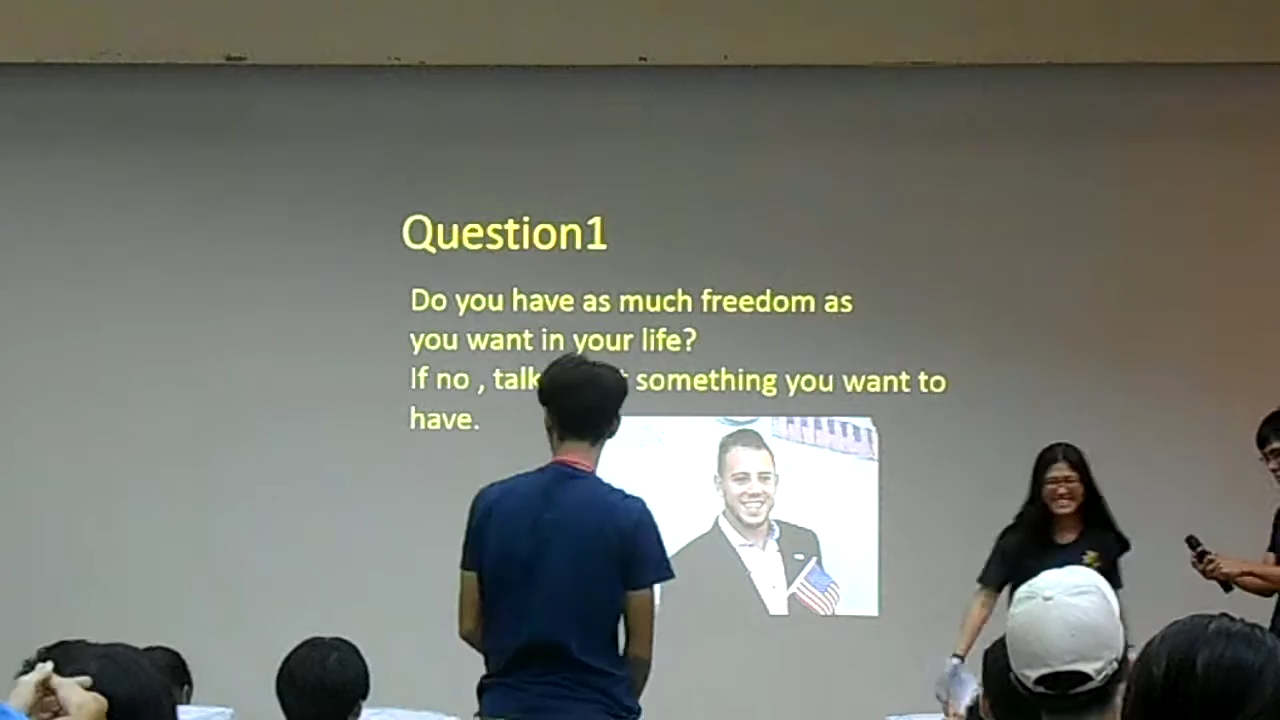 Question1
Do you have as much freedom as
you want in your life?
If no , talk something you want to
have.